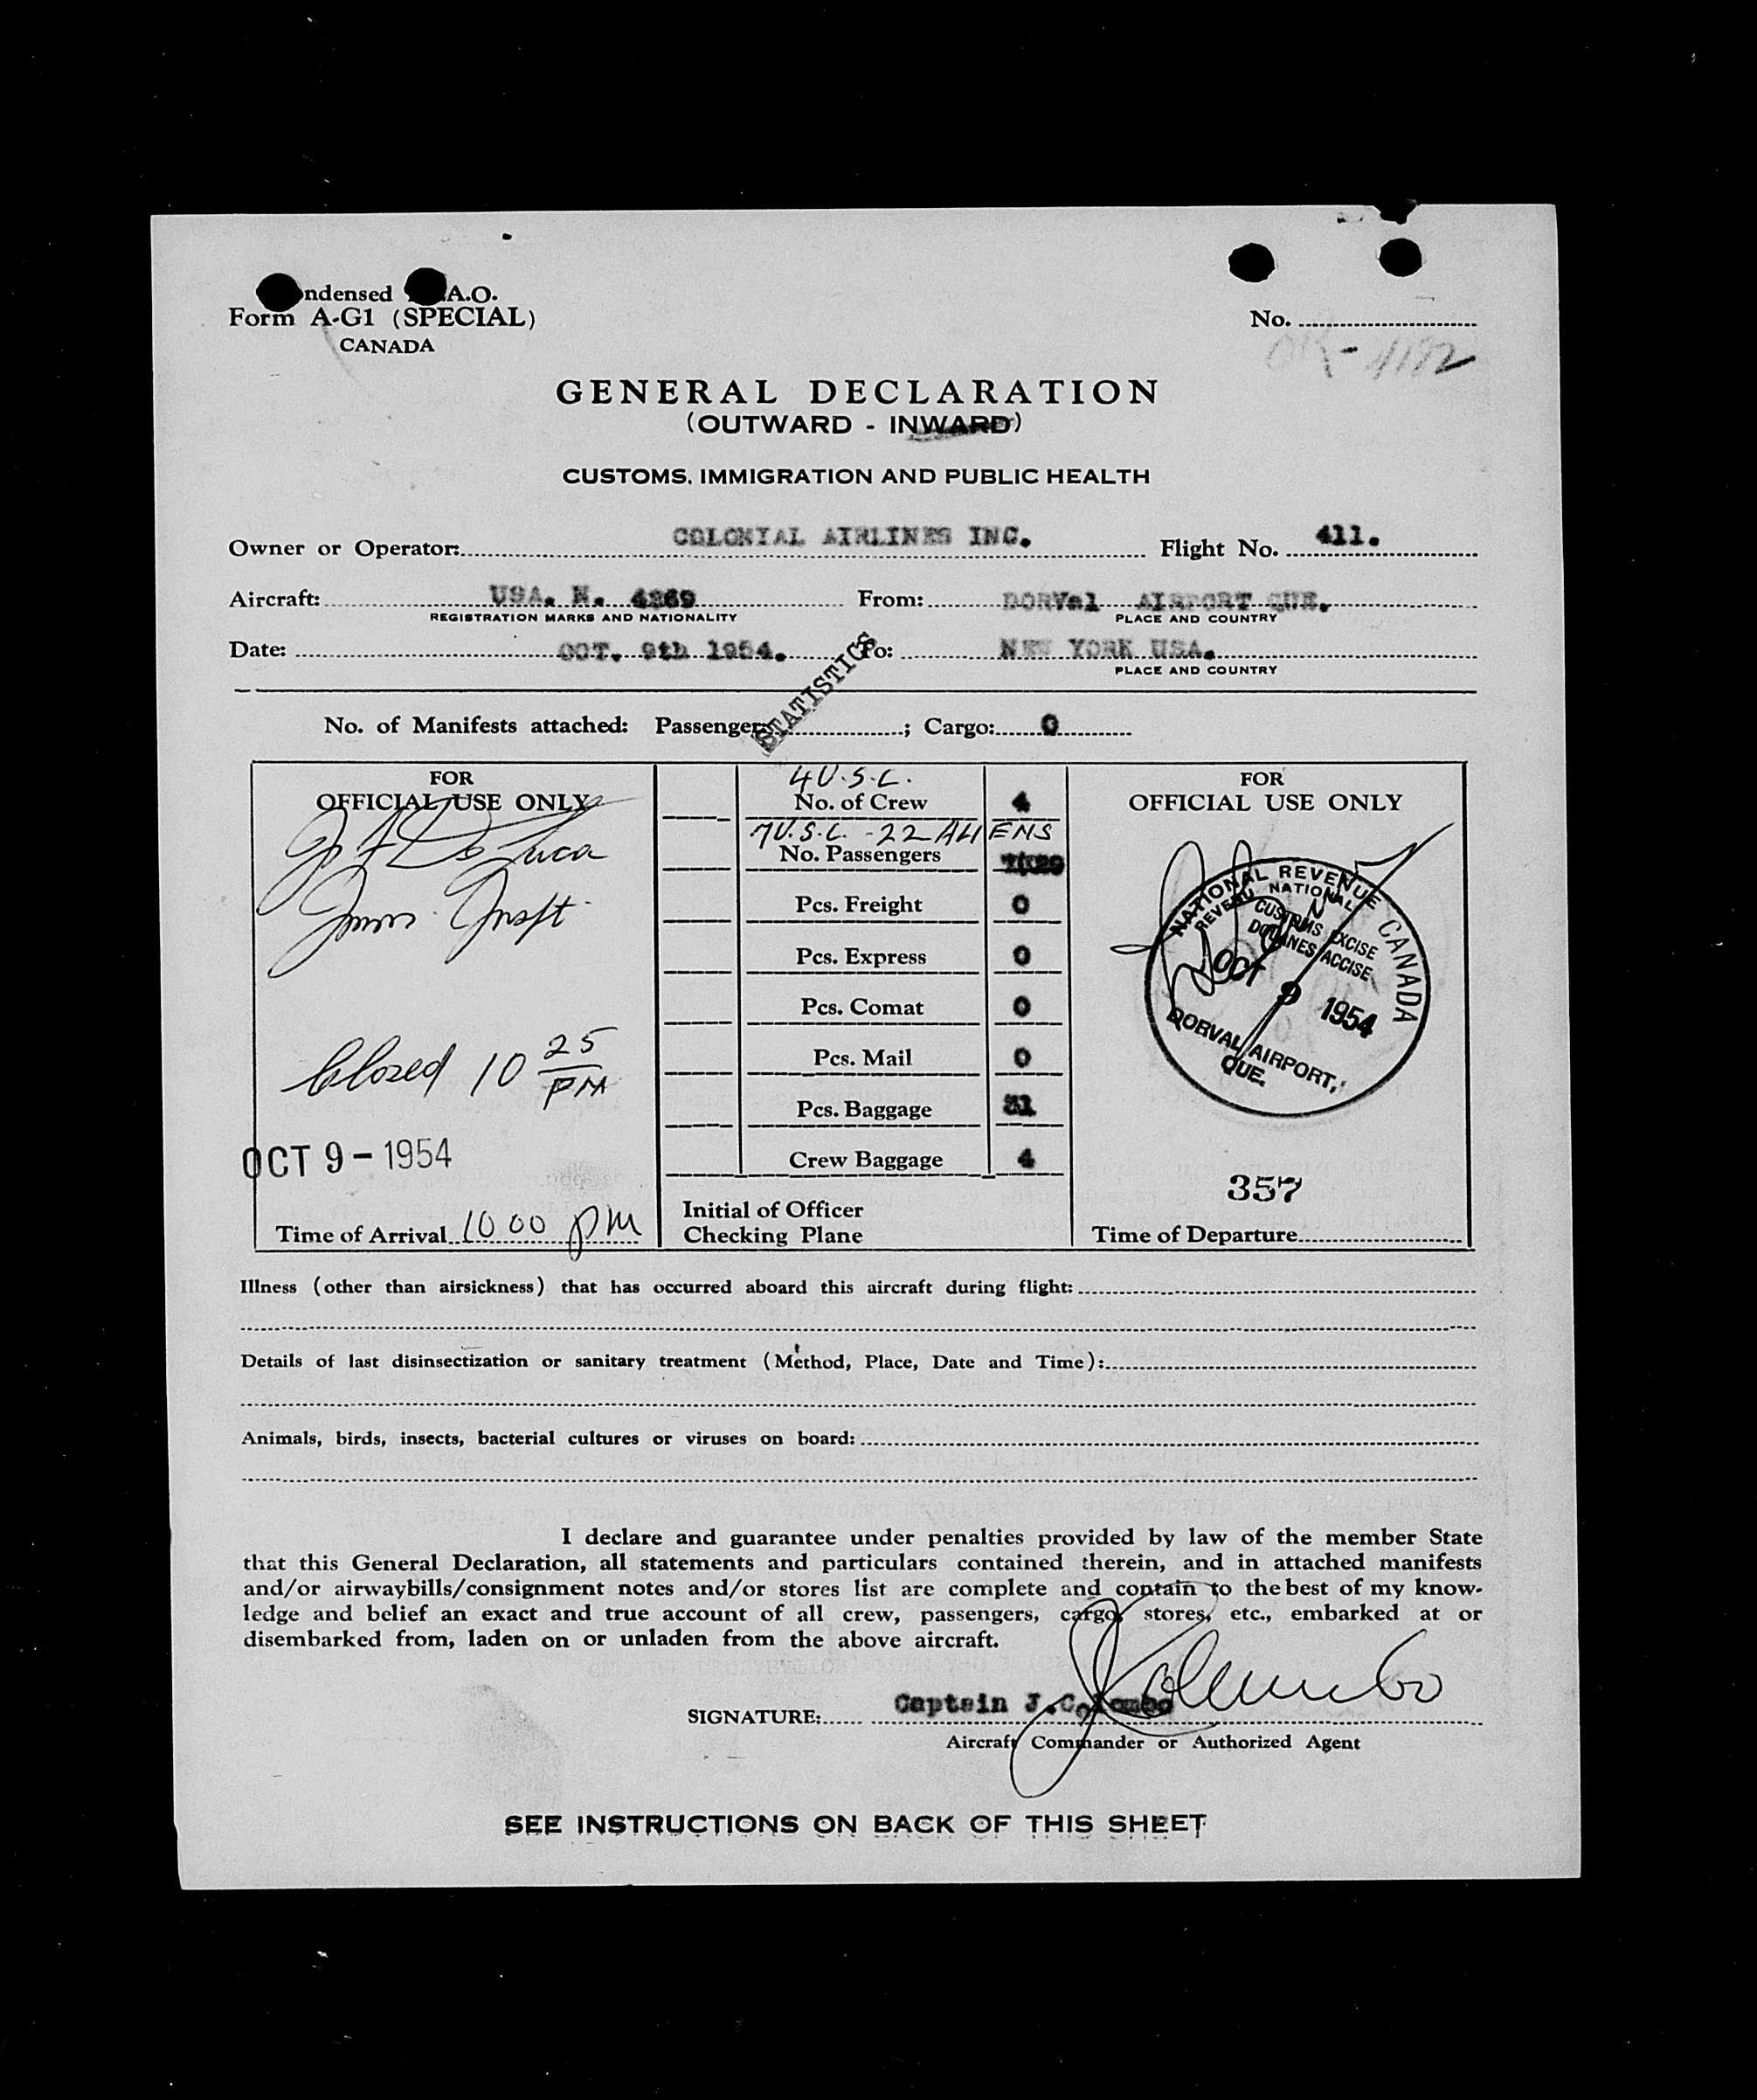 ndensed A.O.
Form A-G1 (SPECIAL)
CANADA
No.
GENERAL DECLARATION
(OUTWARD - INWARD)
CUSTOMS, IMMIGRATION AND PUBLIC HEALTH
Owner or Operator: COLONIAL AIRLINES INC. Flight No. 411.
Aircraft: USA. N. 4269 From: DORVal AIRPORT QUE.
REGISTRATION MARKS AND NATIONALITY PLACE AND COUNTRY
Date: OCT. 9th 1954. To: NEW YORK USA.
PLACE AND COUNTRY
STATISTICS
No. of Manifests attached: Passenger: ; Cargo: 0
FOR
OFFICIAL USE ONLY
Closed 10 25 PM
OCT 9 - 1954
Time of Arrival 10 00 PM
4 U.S.C.
No. of Crew 4
7 U.S.C. - 22 ALIENS
No. Passengers
Pcs. Freight 0
Pcs. Express 0
Pcs. Comat 0
Pcs. Mail 0
Pcs. Baggage 31
Crew Baggage 4
Initial of Officer
Checking Plane
FOR
OFFICIAL USE ONLY
NATIONAL REVENUE CANADA
REVENU NATIONAL
CUSTOMS EXCISE
DOUANES ACCISE
OCT 9 1954
DORVAL AIRPORT,
QUE.
357
Time of Departure
Illness (other than airsickness) that has occurred aboard this aircraft during flight:
Details of last disinsectization or sanitary treatment (Method, Place, Date and Time):
Animals, birds, insects, bacterial cultures or viruses on board:
I declare and guarantee under penalties provided by law of the member State
that this General Declaration, all statements and particulars contained therein, and in attached manifests
and/or airwaybills/consignment notes and/or stores list are complete and contain to the best of my know-
ledge and belief an exact and true account of all crew, passengers, cargo, stores, etc., embarked at or
disembarked from, laden on or unladen from the above aircraft.
SIGNATURE: Captain J.Colombo
Aircraft Commander or Authorized Agent
SEE INSTRUCTIONS ON BACK OF THIS SHEET